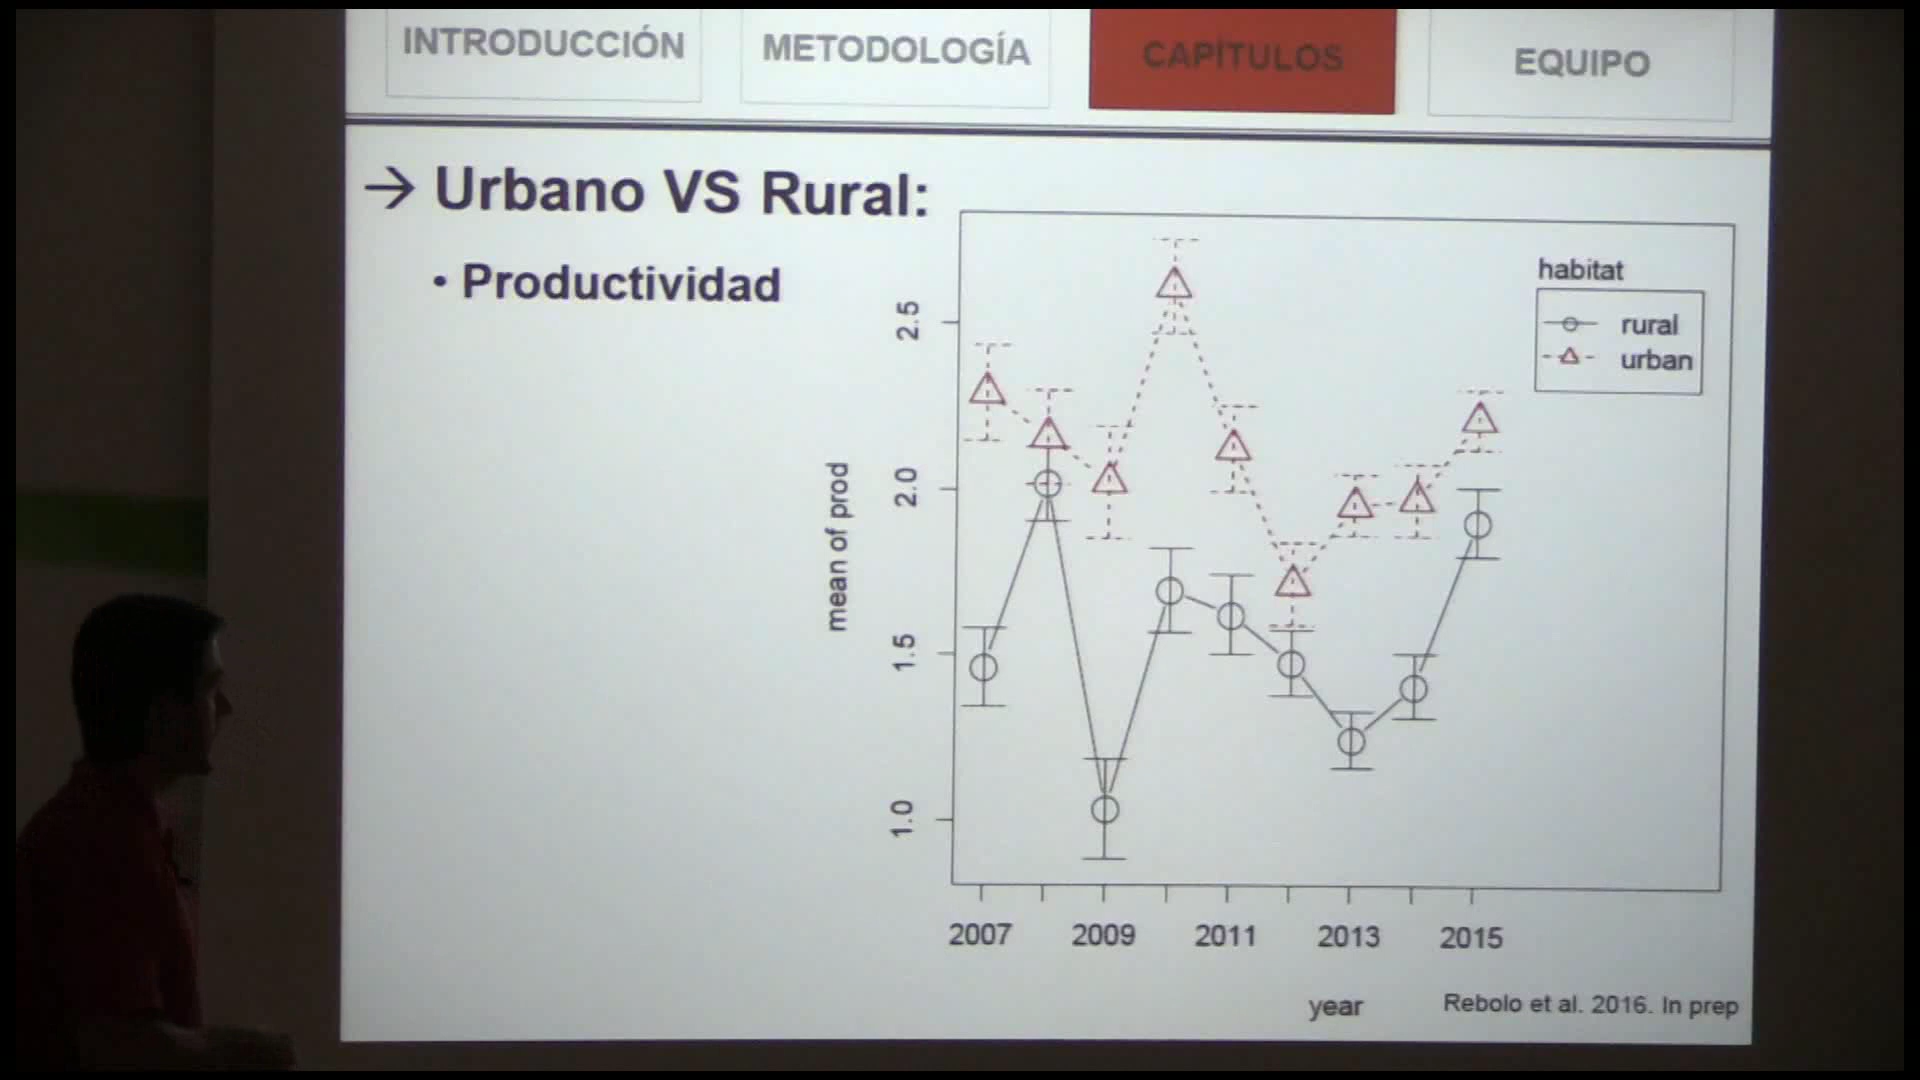 INTRODUCCIÓN
METODOLOGÍA
CAPÍTULOS
EQUIPO
→ Urbano VS Rural:
• Productividad
habitat
rural
urban
mean of prod
2.5
2.0
1.5
1.0
2007 2009 2011 2013 2015
year
Rebolo et al. 2016. In prep